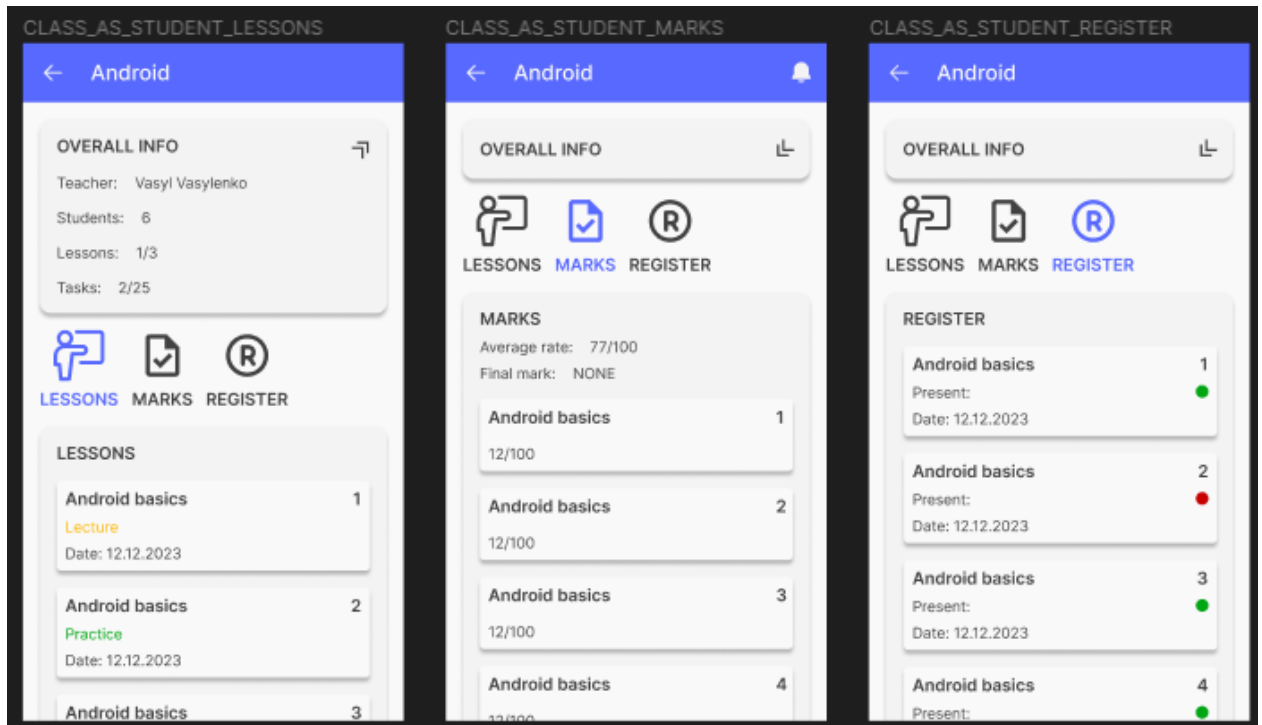 CLASS_AS_STUDENT_LESSONS
Android
OVERALL INFO
Teacher: Vasyl Vasylenko
Students: 6
Lessons: 1/3
Tasks: 2/25
LESSONS MARKS REGISTER
LESSONS
Android basics 1
Lecture
Date: 12.12.2023
Android basics 2
Practice
Date: 12.12.2023
Android basics 3
CLASS_AS_STUDENT_MARKS
Android
OVERALL INFO
R
LESSONS MARKS REGISTER
MARKS
Average rate: 77/100
Final mark: NONE
Android basics 1
12/100
Android basics 2
12/100
Android basics 3
12/100
Android basics 4
12/100
CLASS_AS_STUDENT_REGiSTER
Android
OVERALL INFO
R
LESSONS MARKS REGISTER
REGISTER
Android basics 1
Present:
Date: 12.12.2023
Android basics 2
Present:
Date: 12.12.2023
Android basics 3
Present:
Date: 12.12.2023
Android basics 4
Present: